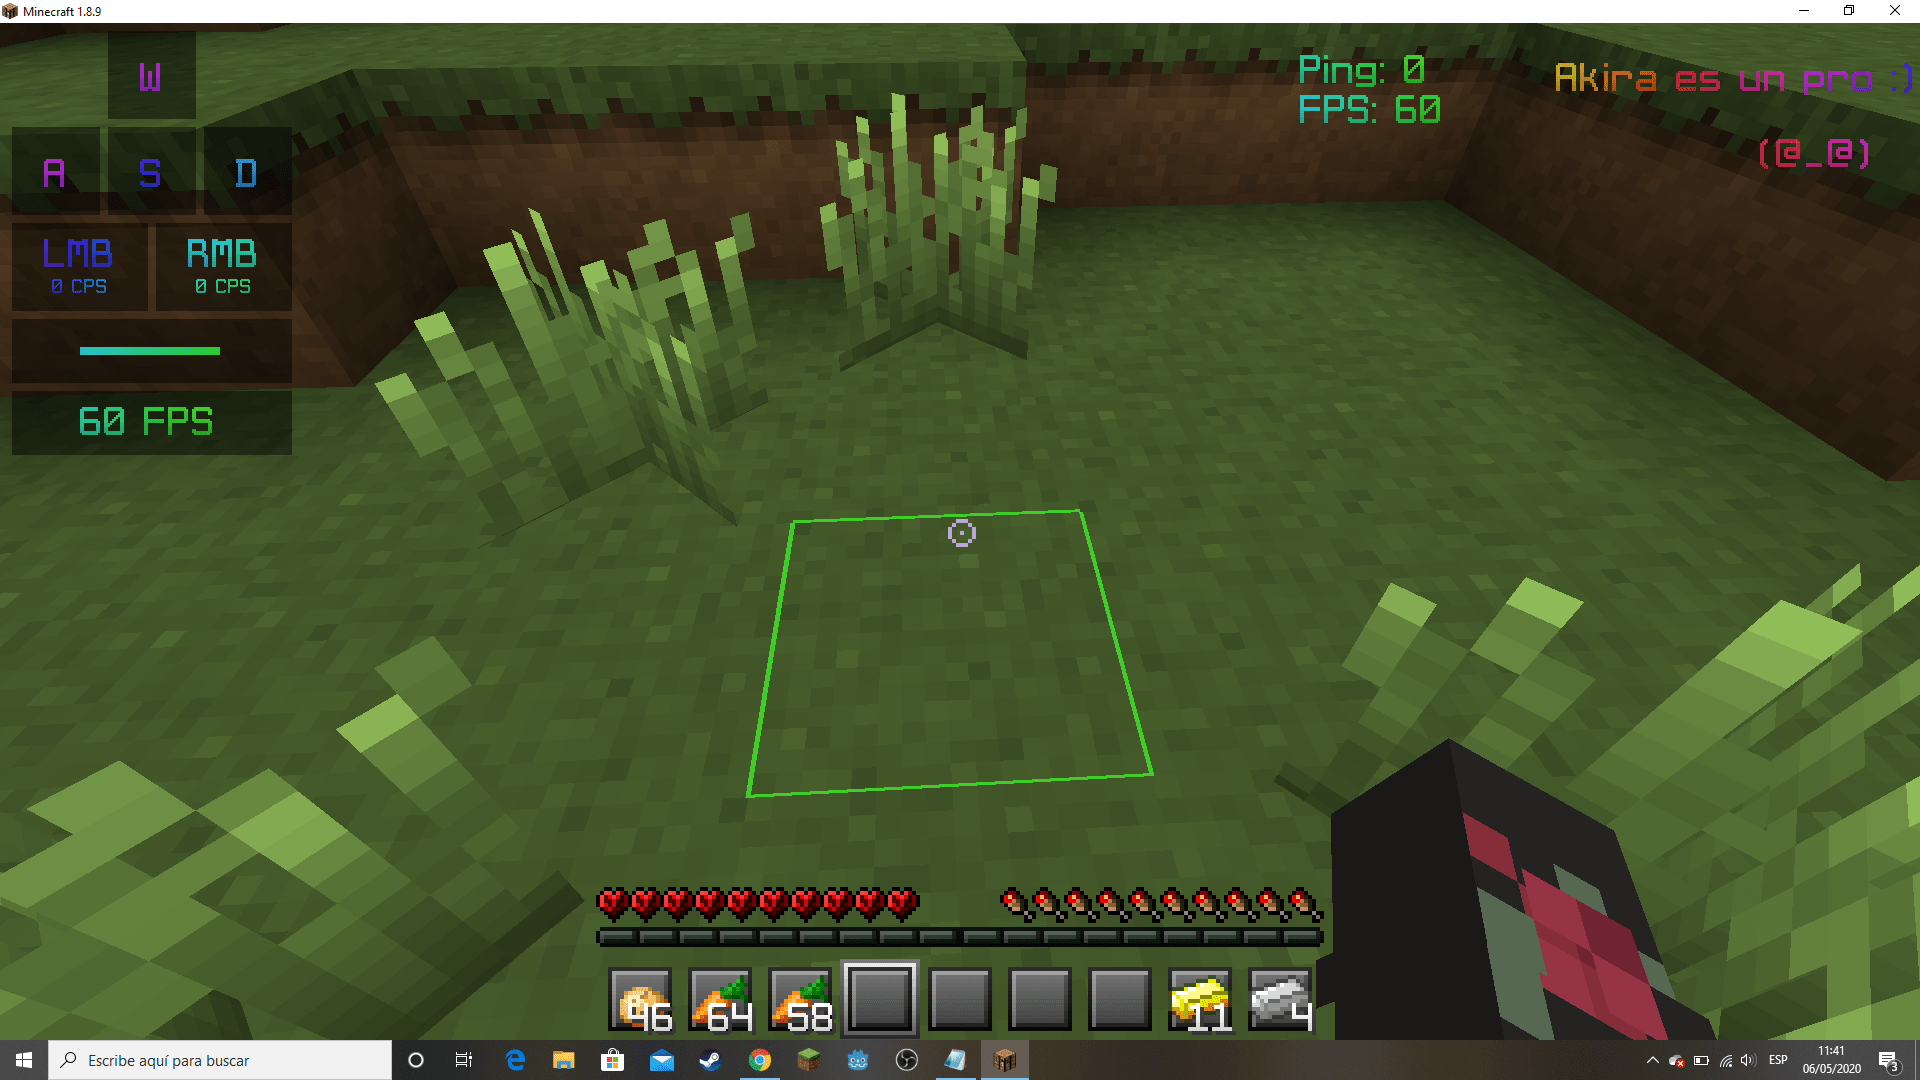 Minecraft 1.8.9
W
A S D
LMB RMB
0 CPS 0 CPS
60 FPS
Ping: 0
FPS: 60
Akira es un pro :)
(@_@)
46 64 58 11 4
Escribe aquí para buscar
ESP
11:41
06/05/2020
3